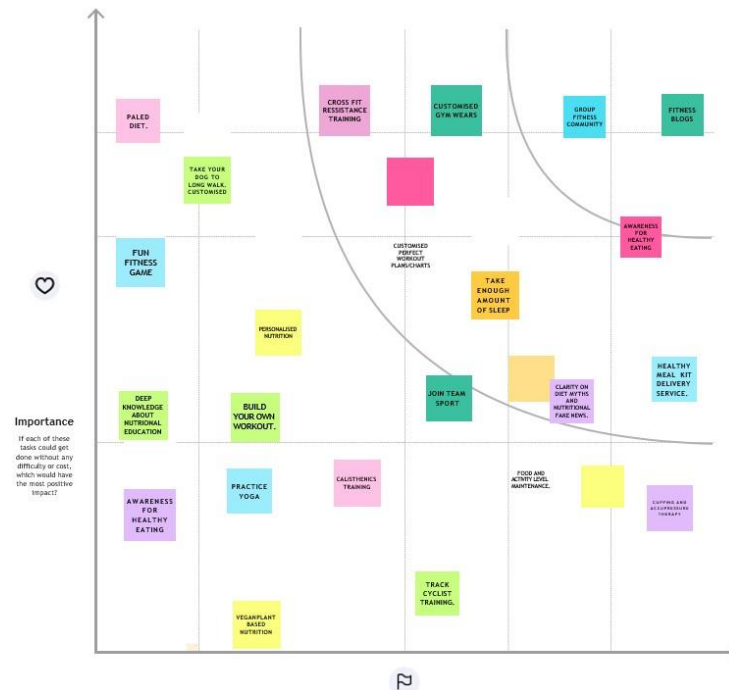 PALED
DIET.
CROSS FIT
RESSISTANCE
TRAINING
CUSTOMISED
GYM WEARS
GROUP
FITNESS
COMMUNITY
FITNESS
BLOGS
TAKE YOUR
DOG TO
LONG WALK.
CUSTOMISED
FUN
FITNESS
GAME
CUSTOMISED
PERFECT
WORKOUT
PLANS/CHARTS
AWARENESS
FOR
HEALTHY
EATING
TAKE
ENOUGH
AMOUNT
OF SLEEP
PERSONALISED
NUTRITION
DEEP
KNOWLEDGE
ABOUT
NUTRIONAL
EDUCATION
BUILD
YOUR OWN
WORKOUT.
JOIN TEAM
SPORT
CLARITY ON
DIET MYTHS
AND
NUTRITIONAL
FAKE NEWS.
HEALTHY
MEAL KIT
DELIVERY
SERVICE.
Importance
If each of these
tasks could get
done without any
difficulty or cost,
which would have
the most positive
impact?
AWARENESS
FOR
HEALTHY
EATING
PRACTICE
YOGA
CALISTHENICS
TRAINING
FOOD AND
ACTIVITY LEVEL
MAINTENANCE.
CUPPING AND
ACCUPRESSURE
THERAPY
TRACK
CYCLIST
TRAINING.
VEGANPLANT
BASED
NUTRITION